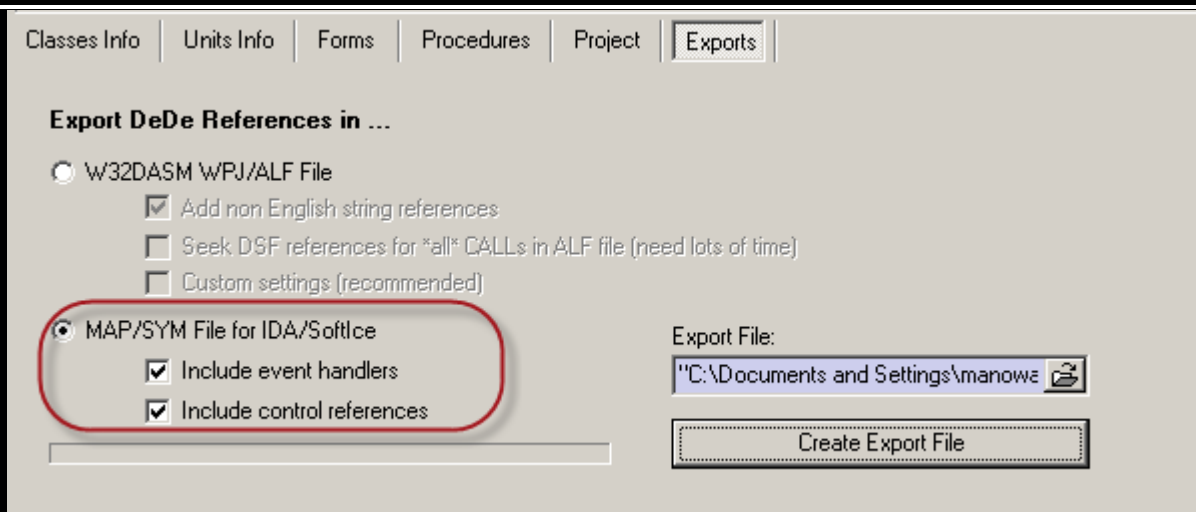 Classes Info Units Info Forms Procedures Project Exports
Export DeDe References in ...
W32DASM WPJ/ALF File
Add non English string references
Seek DSF references for *all* CALLs in ALF file (need lots of time)
Custom settings (recommended)
MAP/SYM File for IDA/SoftIce
Include event handlers
Include control references
Export File:
"C:\Documents and Settings\manowa
Create Export File